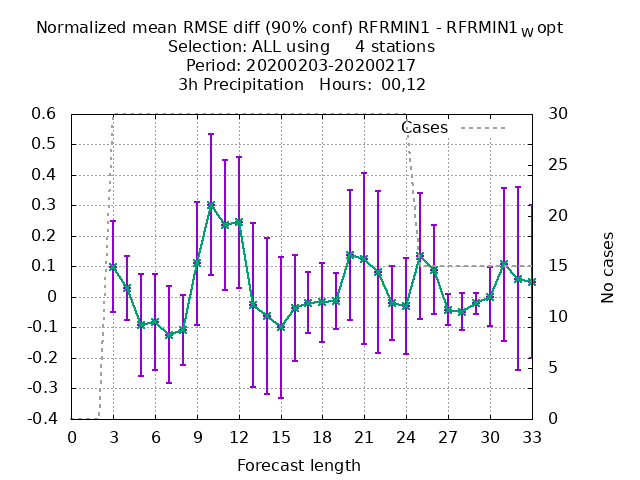 Normalized mean RMSE diff (90% conf) RFRMIN1 - RFRMIN1_W opt
Selection: ALL using 4 stations
Period: 20200203-20200217
3h Precipitation Hours: 00,12
Cases
0.6
0.5
0.4
0.3
0.2
0.1
0
-0.1
-0.2
-0.3
-0.4
30
25
20
15
10
5
0
No cases
0 3 6 9 12 15 18 21 24 27 30 33
Forecast length